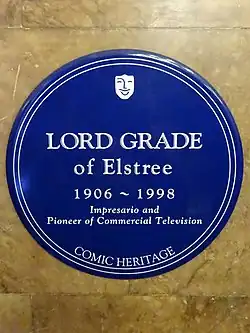 LORD GRADE
of Elstree
1906 ~ 1998
Impresario and
Pioneer of Commercial Television
COMIC HERITAGE